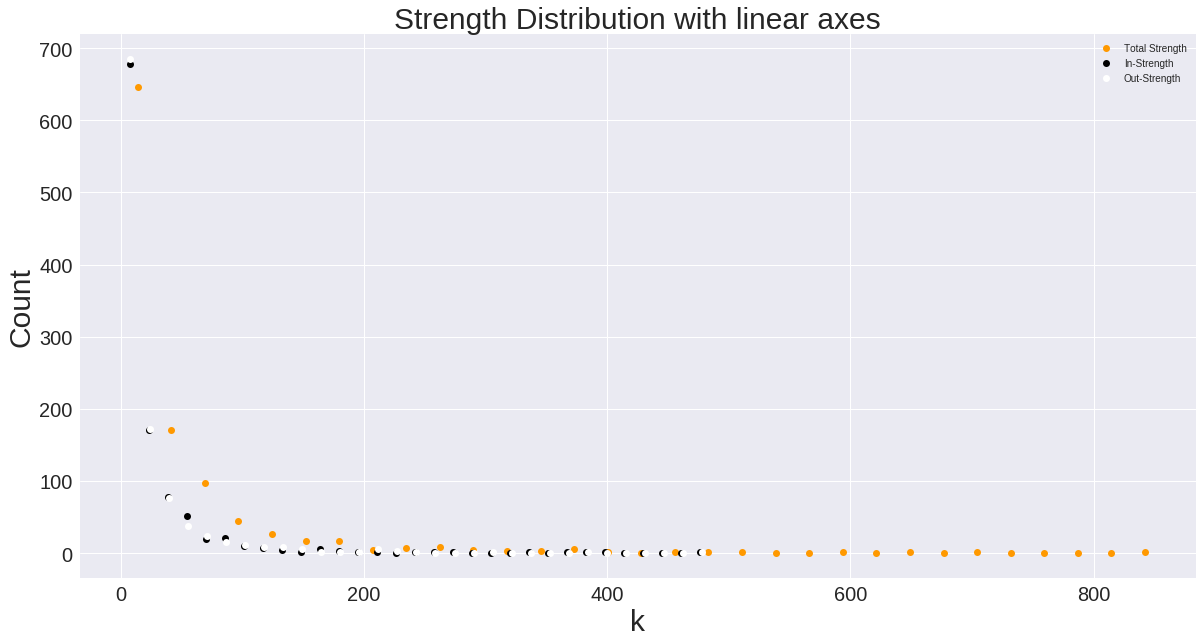 Strength Distribution with linear axes
700
600
500
400
300
200
100
0
Count
Total Strength
In-Strength
Out-Strength
0 200 400 600 800
k